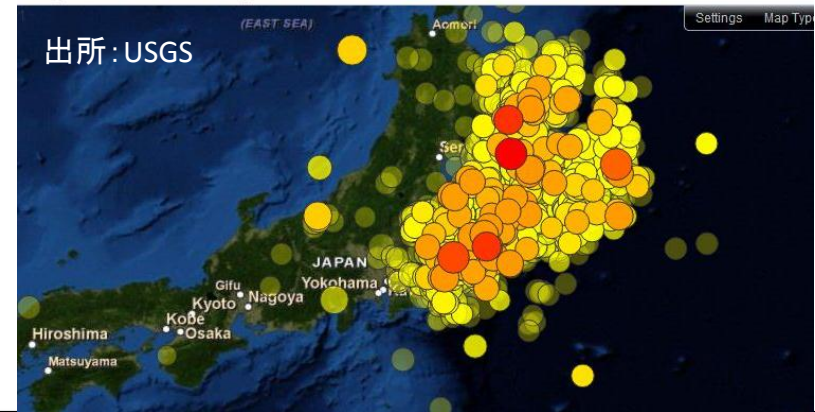 (EAST SEA)
Aomori
Settings Map Type
出所：USGS
Sen
JAPAN
Gifu
Yokohama
Kyoto
Nagoya
Kobe
Osaka
Hiroshima
Matsuyama